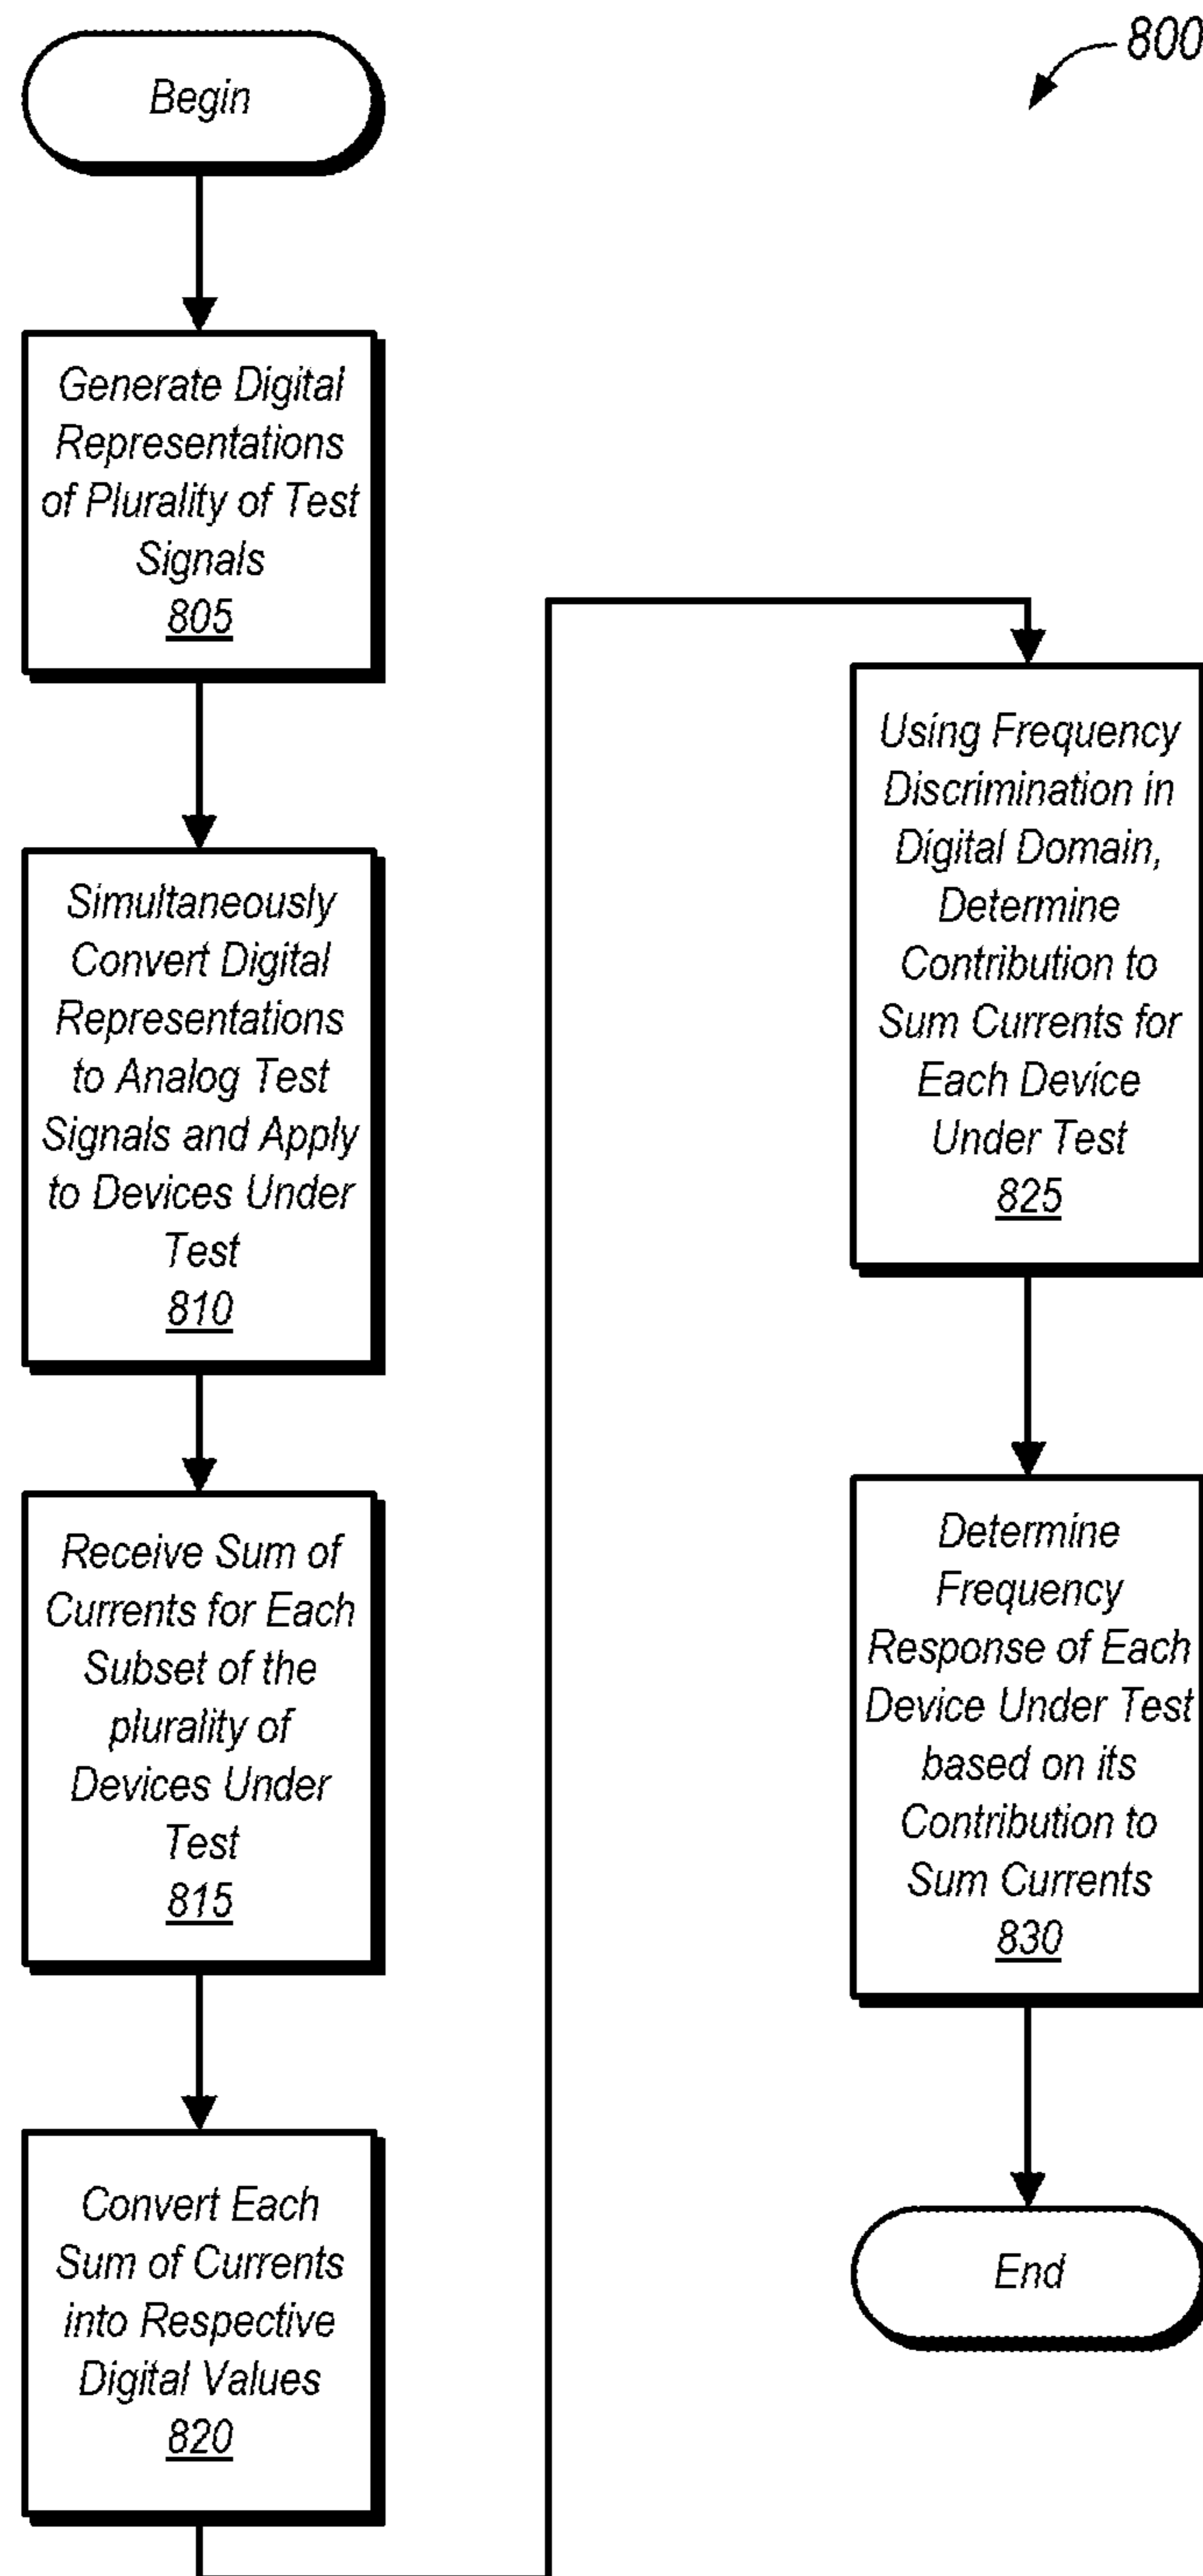 800
Begin
Generate Digital
Representations
of Plurality of Test
Signals
805
Simultaneously
Convert Digital
Representations
to Analog Test
Signals and Apply
to Devices Under
Test
810
Receive Sum of
Currents for Each
Subset of the
plurality of
Devices Under
Test
815
Convert Each
Sum of Currents
into Respective
Digital Values
820
Using Frequency
Discrimination in
Digital Domain,
Determine
Contribution to
Sum Currents for
Each Device
Under Test
825
Determine
Frequency
Response of Each
Device Under Test
based on its
Contribution to
Sum Currents
830
End